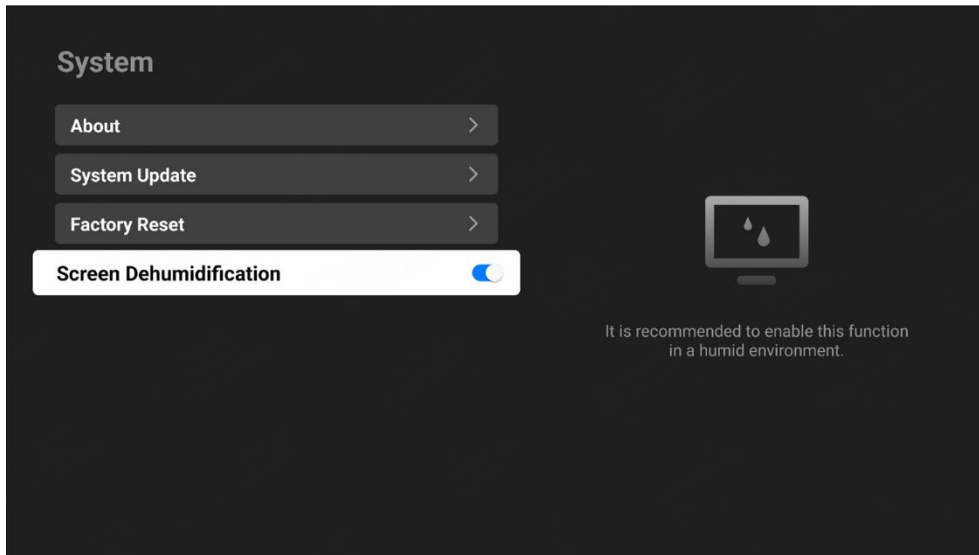 System
About
System Update
Factory Reset
Screen Dehumidification
It is recommended to enable this function
in a humid environment.